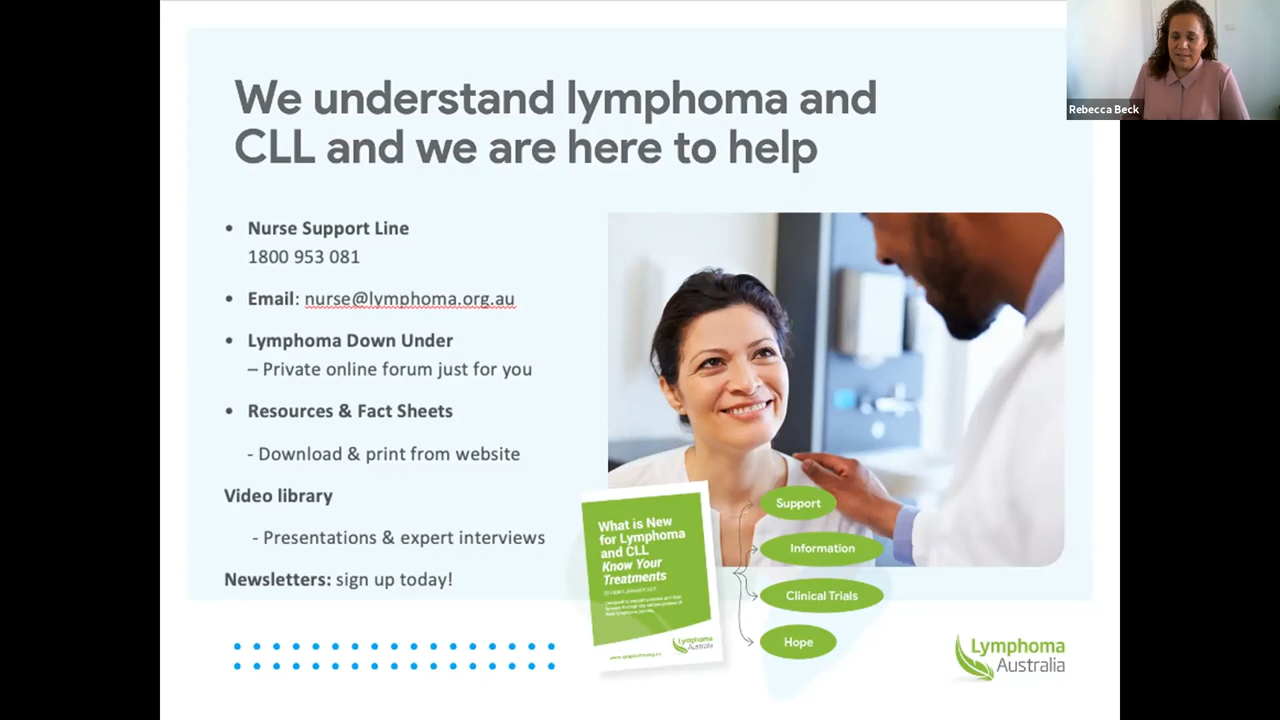 We understand lymphoma and
CLL and we are here to help
Rebecca Beck
• Nurse Support Line
1800 953 081
• Email: nurse@lymphoma.org.au
• Lymphoma Down Under
– Private online forum just for you
• Resources & Fact Sheets
- Download & print from website
Video library
- Presentations & expert interviews
Newsletters: sign up today!
What is New
for Lymphoma
and CLL
Know Your
Treatments
Lymphoma
Australia
Support
Information
Clinical Trials
Hope
Lymphoma
Australia